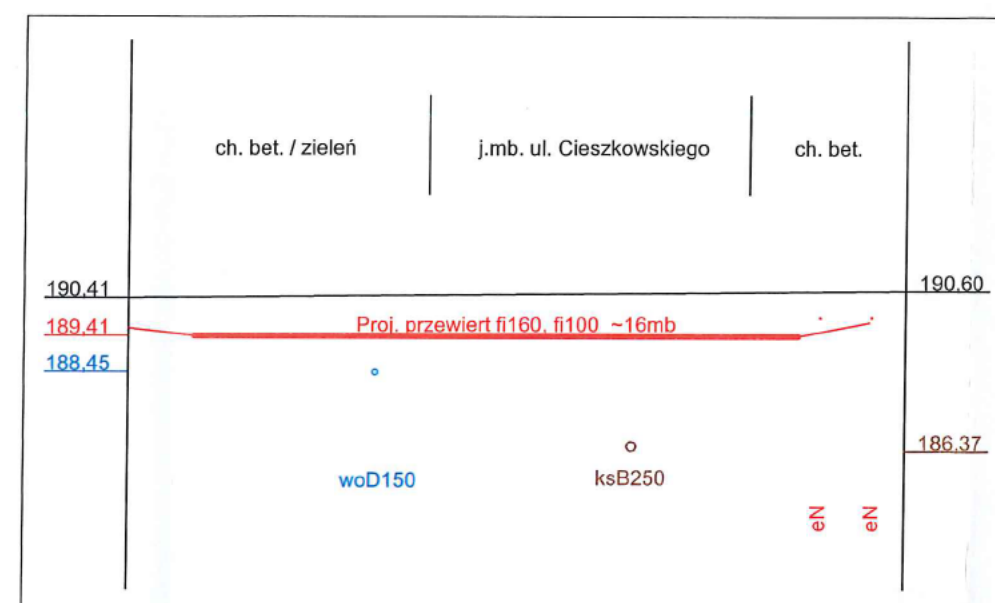 ch. bet. / zieleń
j.mb. ul. Cieszkowskiego
ch. bet.
190,41
190,60
189,41
Proj. przewiert fi160, fi100 ~16mb
188,45
186,37
woD150
ksB250
eN
eN